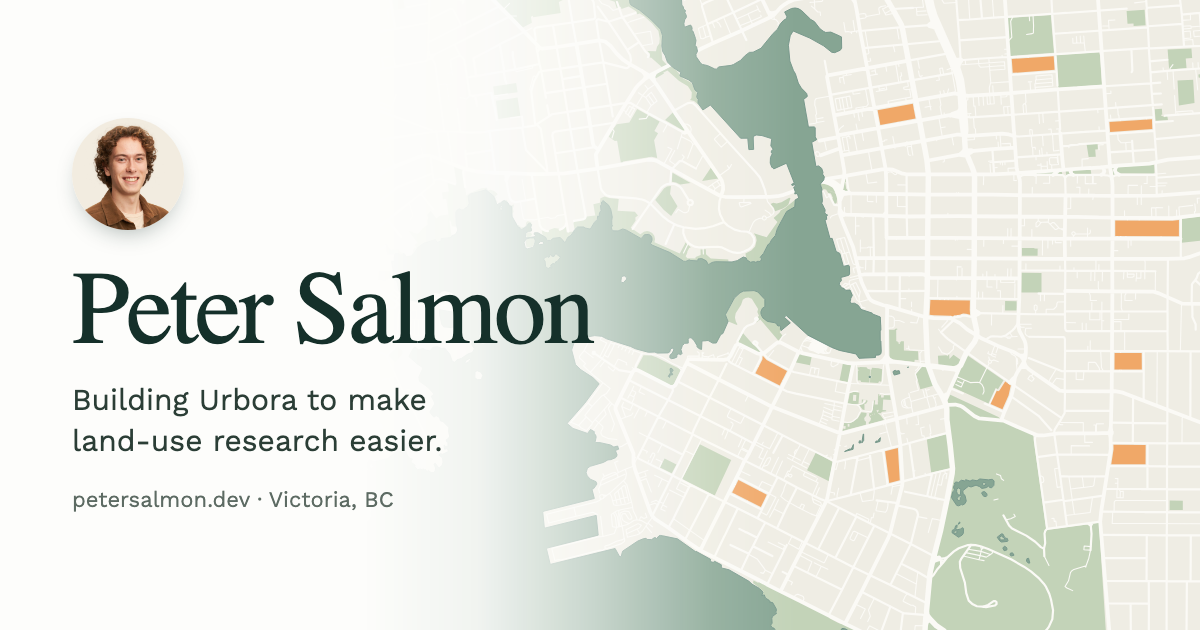 Peter Salmon
Building Urbora to make
land-use research easier.
petersalmon.dev · Victoria, BC